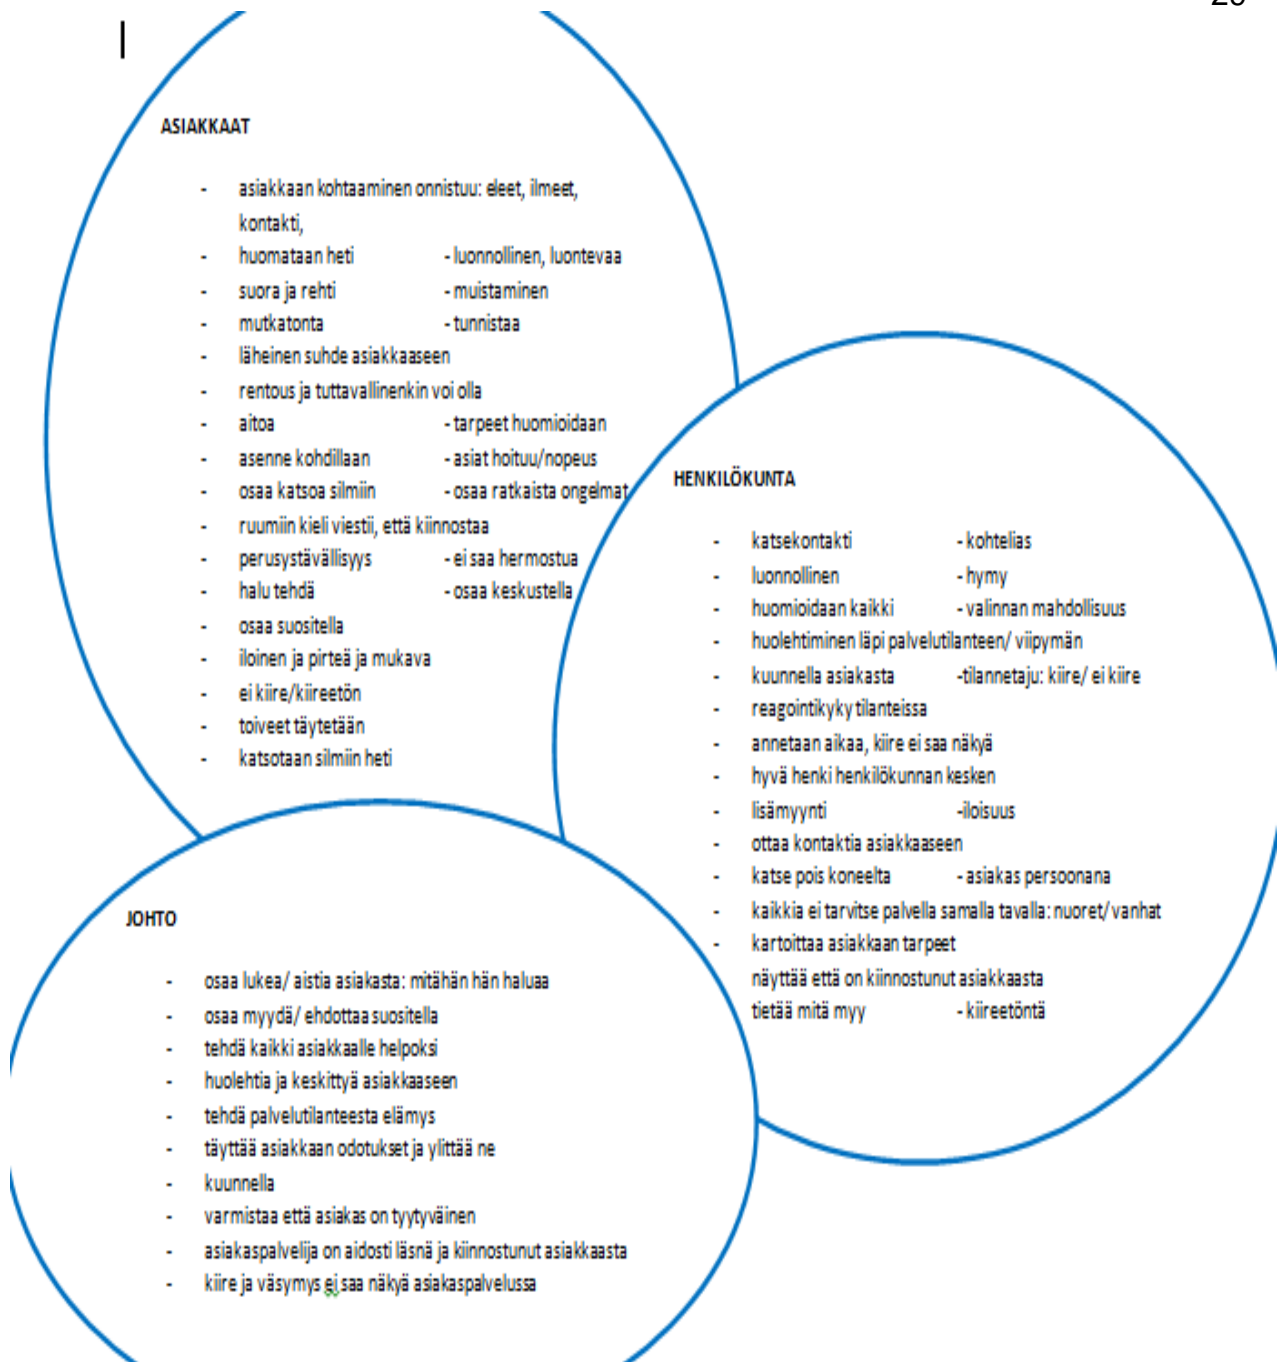 ASIAKKAAT
- asiakkaan kohtaaminen onnistuu: eleet, ilmeet,
kontakti,
- huomataan heti - luonnollinen, luontevaa
- suora ja rehti - muistaminen
- mutkatonta - tunnistaa
- läheinen suhde asiakkaaseen
- rentous ja tuttavallinenkin voi olla
- aitoa - tarpeet huomioidaan
- asenne kohdillaan - asiat hoituu/nopeus
- osaa katsoa silmiin - osaa ratkaista ongelmat
- ruumiin kieli viestii, että kiinnostaa
- perusystävällisyys - ei saa hermostua
- halu tehdä - osaa keskustella
- osaa suositella
- iloinen ja pirteä ja mukava
- ei kiire/kiireetön
- toiveet täytetään
- katsotaan silmiin heti
HENKILÖKUNTA
- katsekontakti - kohtelias
- luonnollinen - hymy
- huomioidaan kaikki - valinnan mahdollisuus
- huolehtiminen läpi palvelutilanteen/ viipymän
- kuunnella asiakasta -tilannetaju: kiire/ ei kiire
- reagointikyky tilanteissa
- annetaan aikaa, kiire ei saa näkyä
- hyvä henki henkilökunnan kesken
- lisämyynti -iloisuus
- ottaa kontaktia asiakkaaseen
- katse pois koneelta - asiakas persoonana
- kaikkia ei tarvitse palvella samalla tavalla: nuoret/ vanhat
- kartoittaa asiakkaan tarpeet
näyttää että on kiinnostunut asiakkaasta
tietää mitä myy - kiireetöntä
JOHTO
- osaa lukea/ aistia asiakasta: mitähän hän haluaa
- osaa myydä/ ehdottaa suositella
- tehdä kaikki asiakkaalle helpoksi
- huolehtia ja keskittyä asiakkaaseen
- tehdä palvelutilanteesta elämys
- täyttää asiakkaan odotukset ja ylittää ne
- kuunnella
- varmistaa että asiakas on tyytyväinen
- asiakaspalvelija on aidosti läsnä ja kiinnostunut asiakkaasta
- kiire ja väsymys ei saa näkyä asiakaspalvelussa